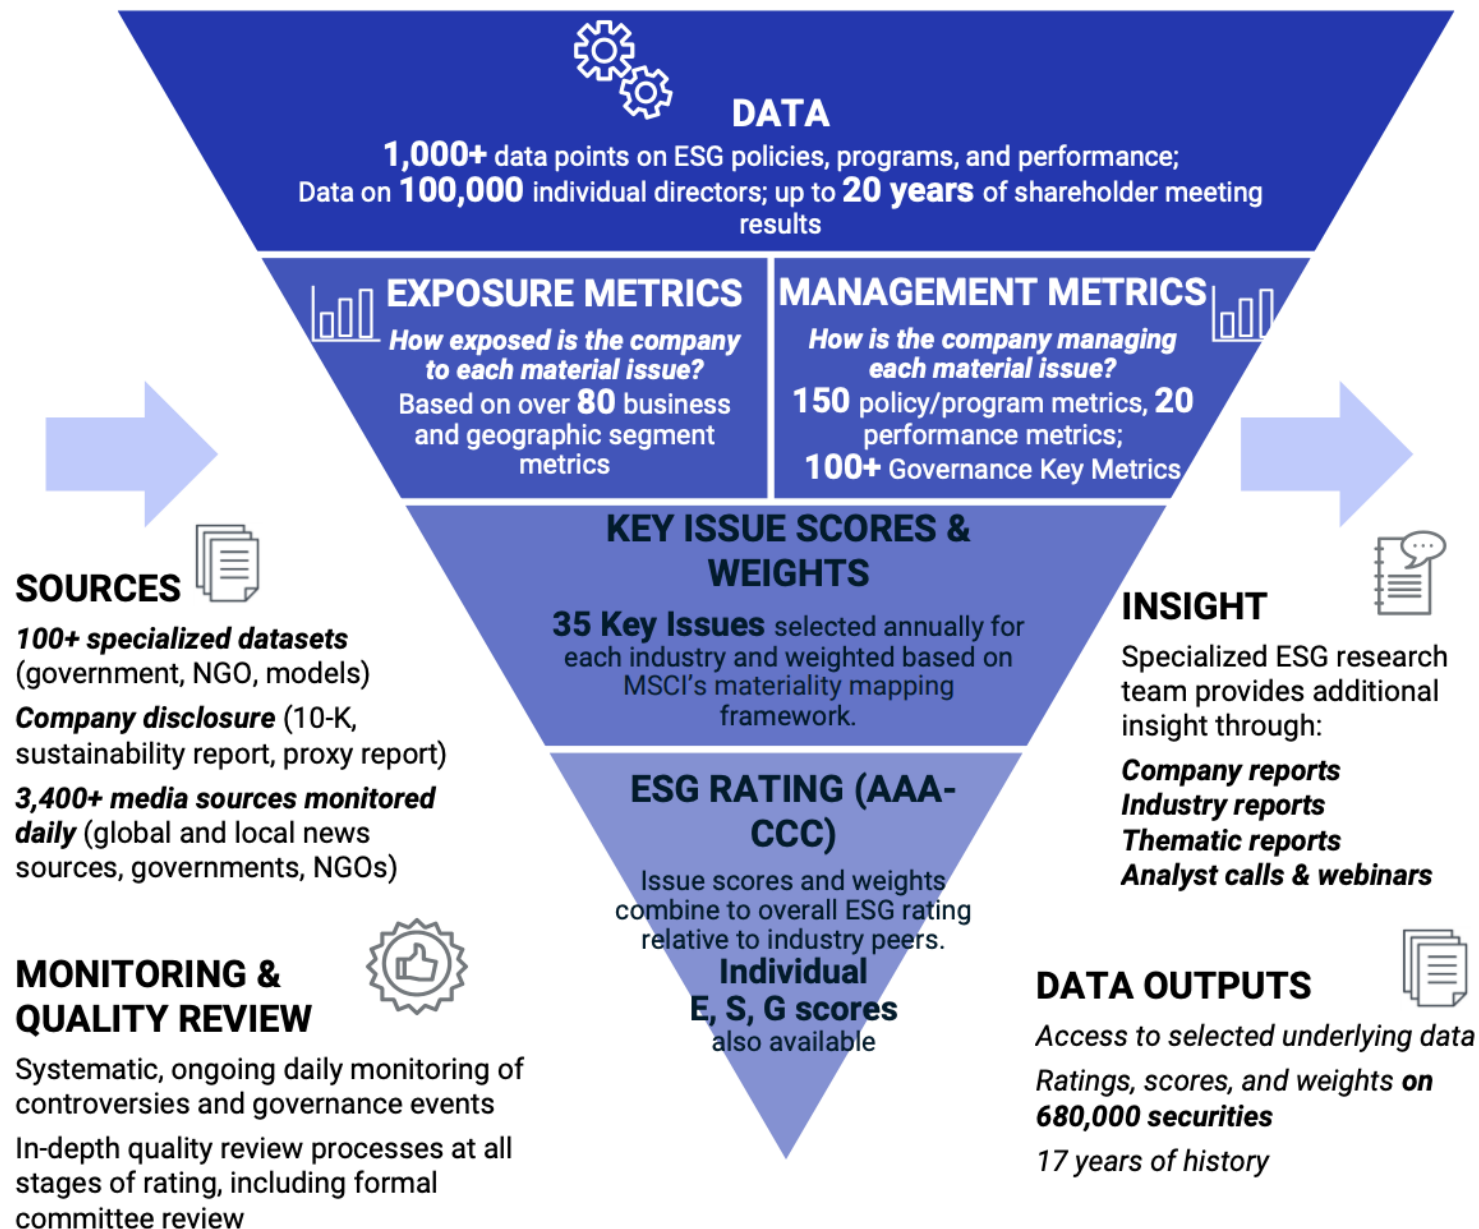 DATA
1,000+ data points on ESG policies, programs, and performance;
Data on 100,000 individual directors; up to 20 years of shareholder meeting
results
EXPOSURE METRICS
How exposed is the company
to each material issue?
Based on over 80 business
and geographic segment
metrics
MANAGEMENT METRICS
How is the company managing
each material issue?
150 policy/program metrics, 20
performance metrics;
100+ Governance Key Metrics
KEY ISSUE SCORES &
WEIGHTS
35 Key Issues selected annually for
each industry and weighted based on
MSCI’s materiality mapping
framework.
ESG RATING (AAA-
CCC)
Issue scores and weights
combine to overall ESG rating
relative to industry peers.
Individual
E, S, G scores
also available
SOURCES
100+ specialized datasets
(government, NGO, models)
Company disclosure (10-K,
sustainability report, proxy report)
3,400+ media sources monitored
daily (global and local news
sources, governments, NGOs)
MONITORING &
QUALITY REVIEW
Systematic, ongoing daily monitoring of
controversies and governance events
In-depth quality review processes at all
stages of rating, including formal
committee review
INSIGHT
Specialized ESG research
team provides additional
insight through:
Company reports
Industry reports
Thematic reports
Analyst calls & webinars
DATA OUTPUTS
Access to selected underlying data
Ratings, scores, and weights on
680,000 securities
17 years of history